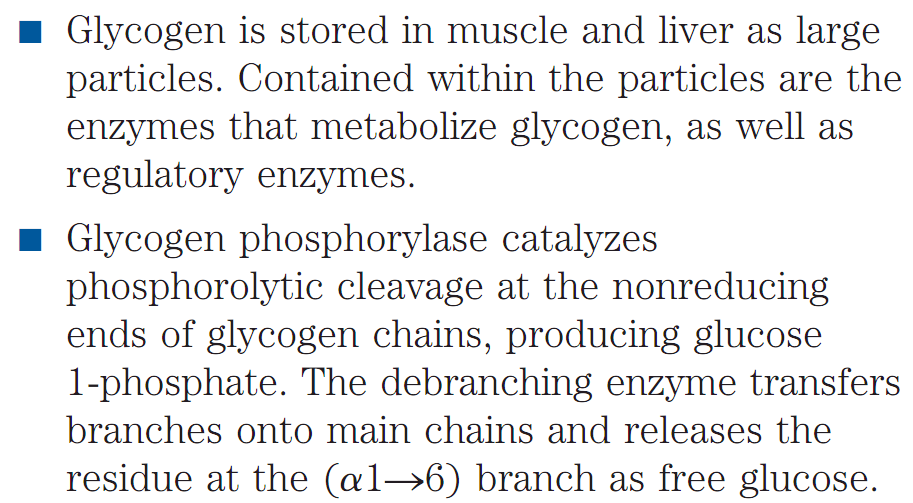 ■ Glycogen is stored in muscle and liver as large
particles. Contained within the particles are the
enzymes that metabolize glycogen, as well as
regulatory enzymes.
■ Glycogen phosphorylase catalyzes
phosphorolytic cleavage at the nonreducing
ends of glycogen chains, producing glucose
1-phosphate. The debranching enzyme transfers
branches onto main chains and releases the
residue at the (α1→6) branch as free glucose.